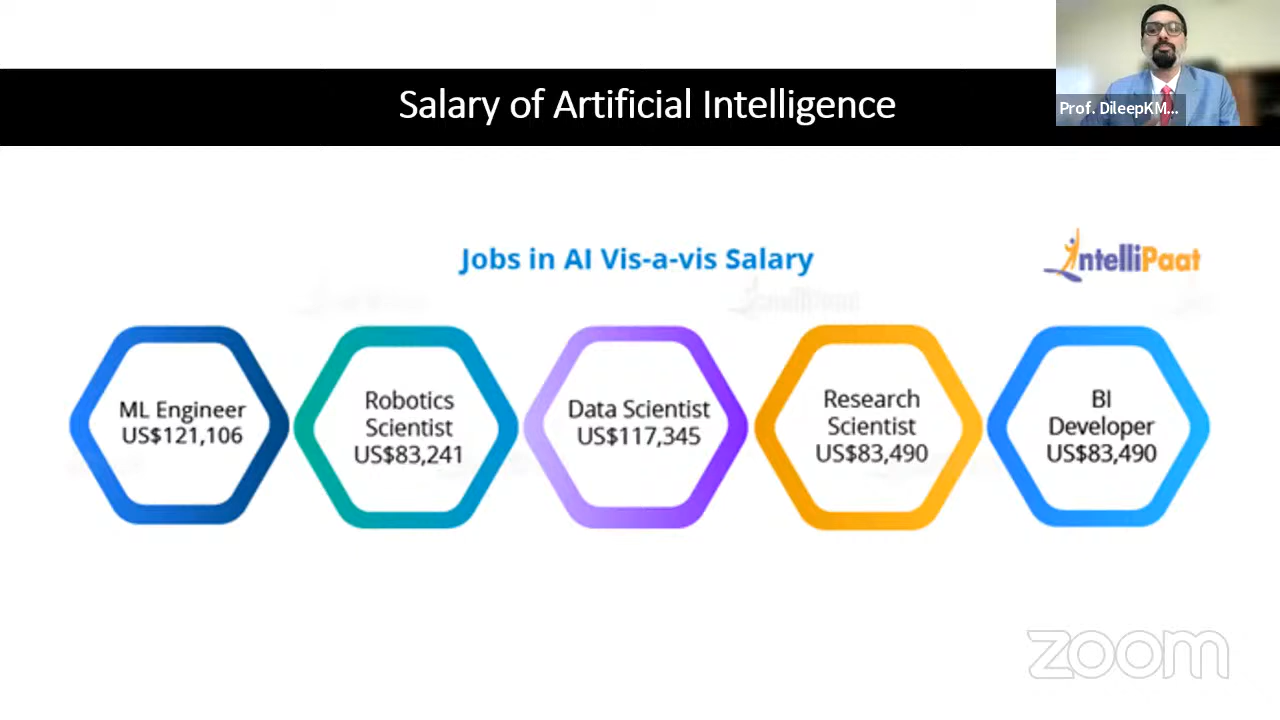 Salary of Artificial Intelligence
Prof. DileepKM...
Jobs in AI Vis-a-vis Salary
IntelliPaat
ML Engineer
US$121,106
Robotics
Scientist
US$83,241
Data Scientist
US$117,345
Research
Scientist
US$83,490
BI
Developer
US$83,490
zoom